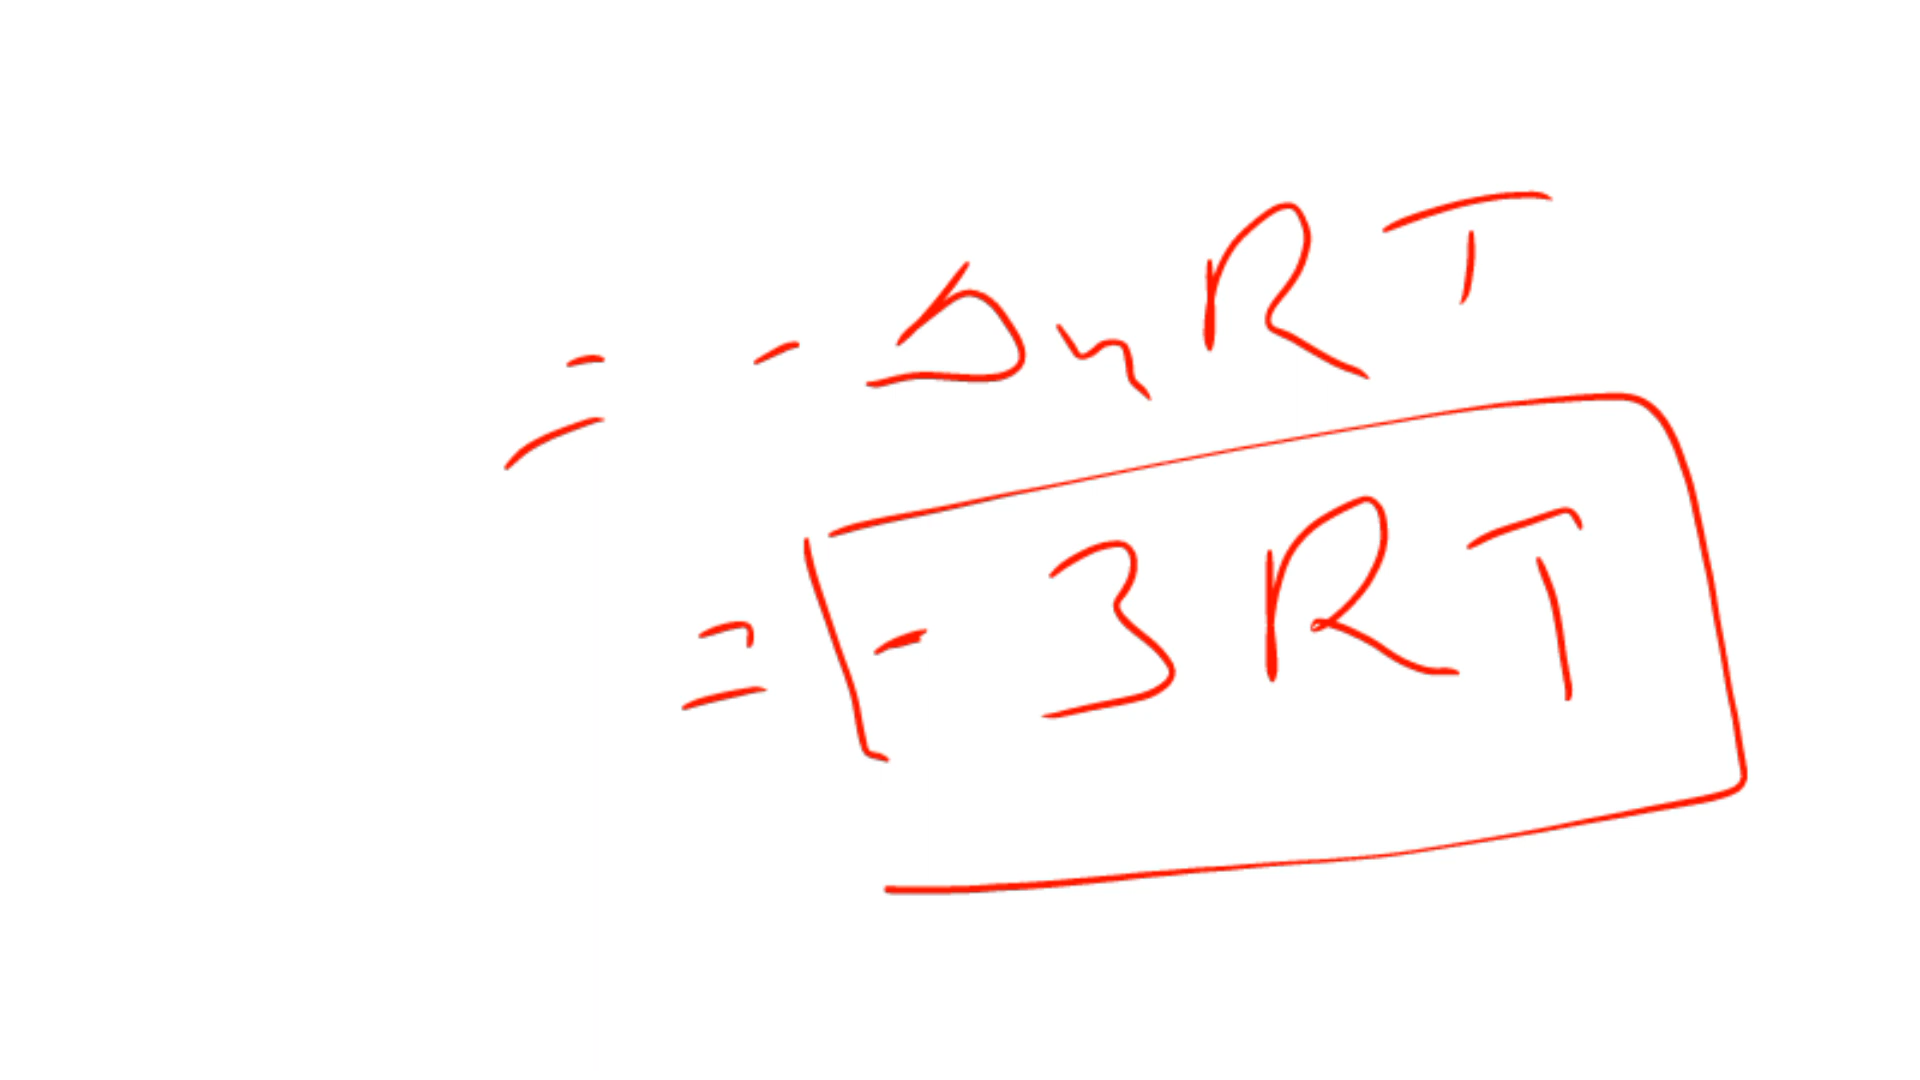 = - ΔnRT
= - 3RT